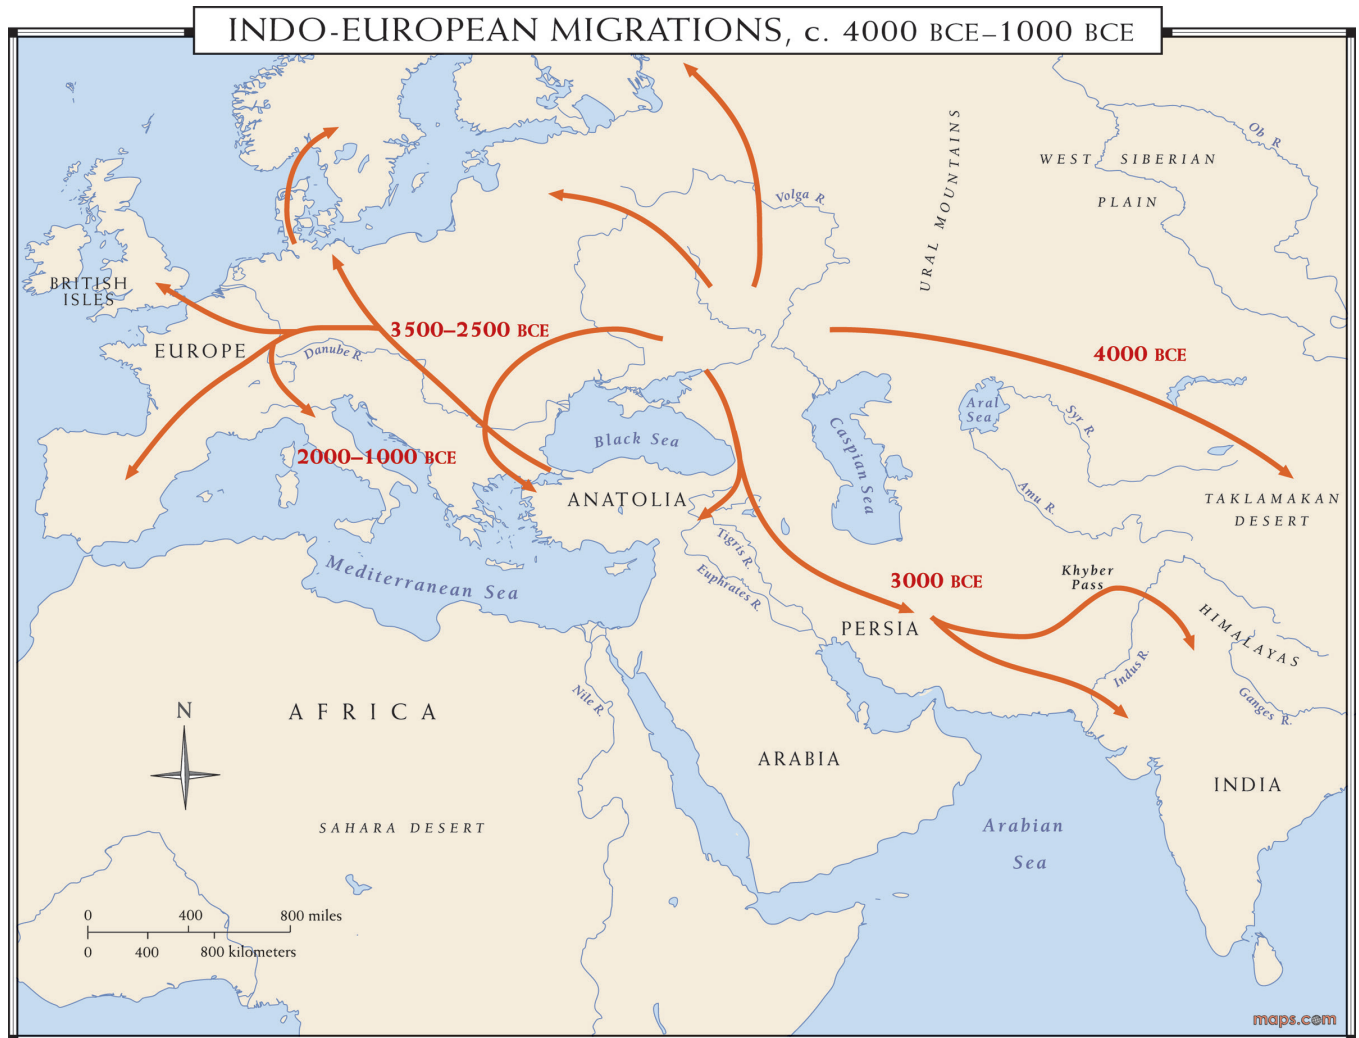 INDO-EUROPEAN MIGRATIONS, c. 4000 BCE–1000 BCE
Ob R.
WEST SIBERIAN
PLAIN
URAL MOUNTAINS
Volga R.
BRITISH
ISLES
EUROPE
Danube R.
3500–2500 BCE
4000 BCE
Aral
Sea
Syr R.
Black Sea
Caspian Sea
2000–1000 BCE
ANATOLIA
Amu R.
TAKLAMAKAN
DESERT
Tigris R.
Euphrates R.
Mediterranean Sea
3000 BCE
Khyber
Pass
HIMALAYAS
PERSIA
Indus R.
Ganges R.
Nile R.
N
AFRICA
ARABIA
INDIA
SAHARA DESERT
Arabian
Sea
0 400 800 miles
0 400 800 kilometers
maps.com